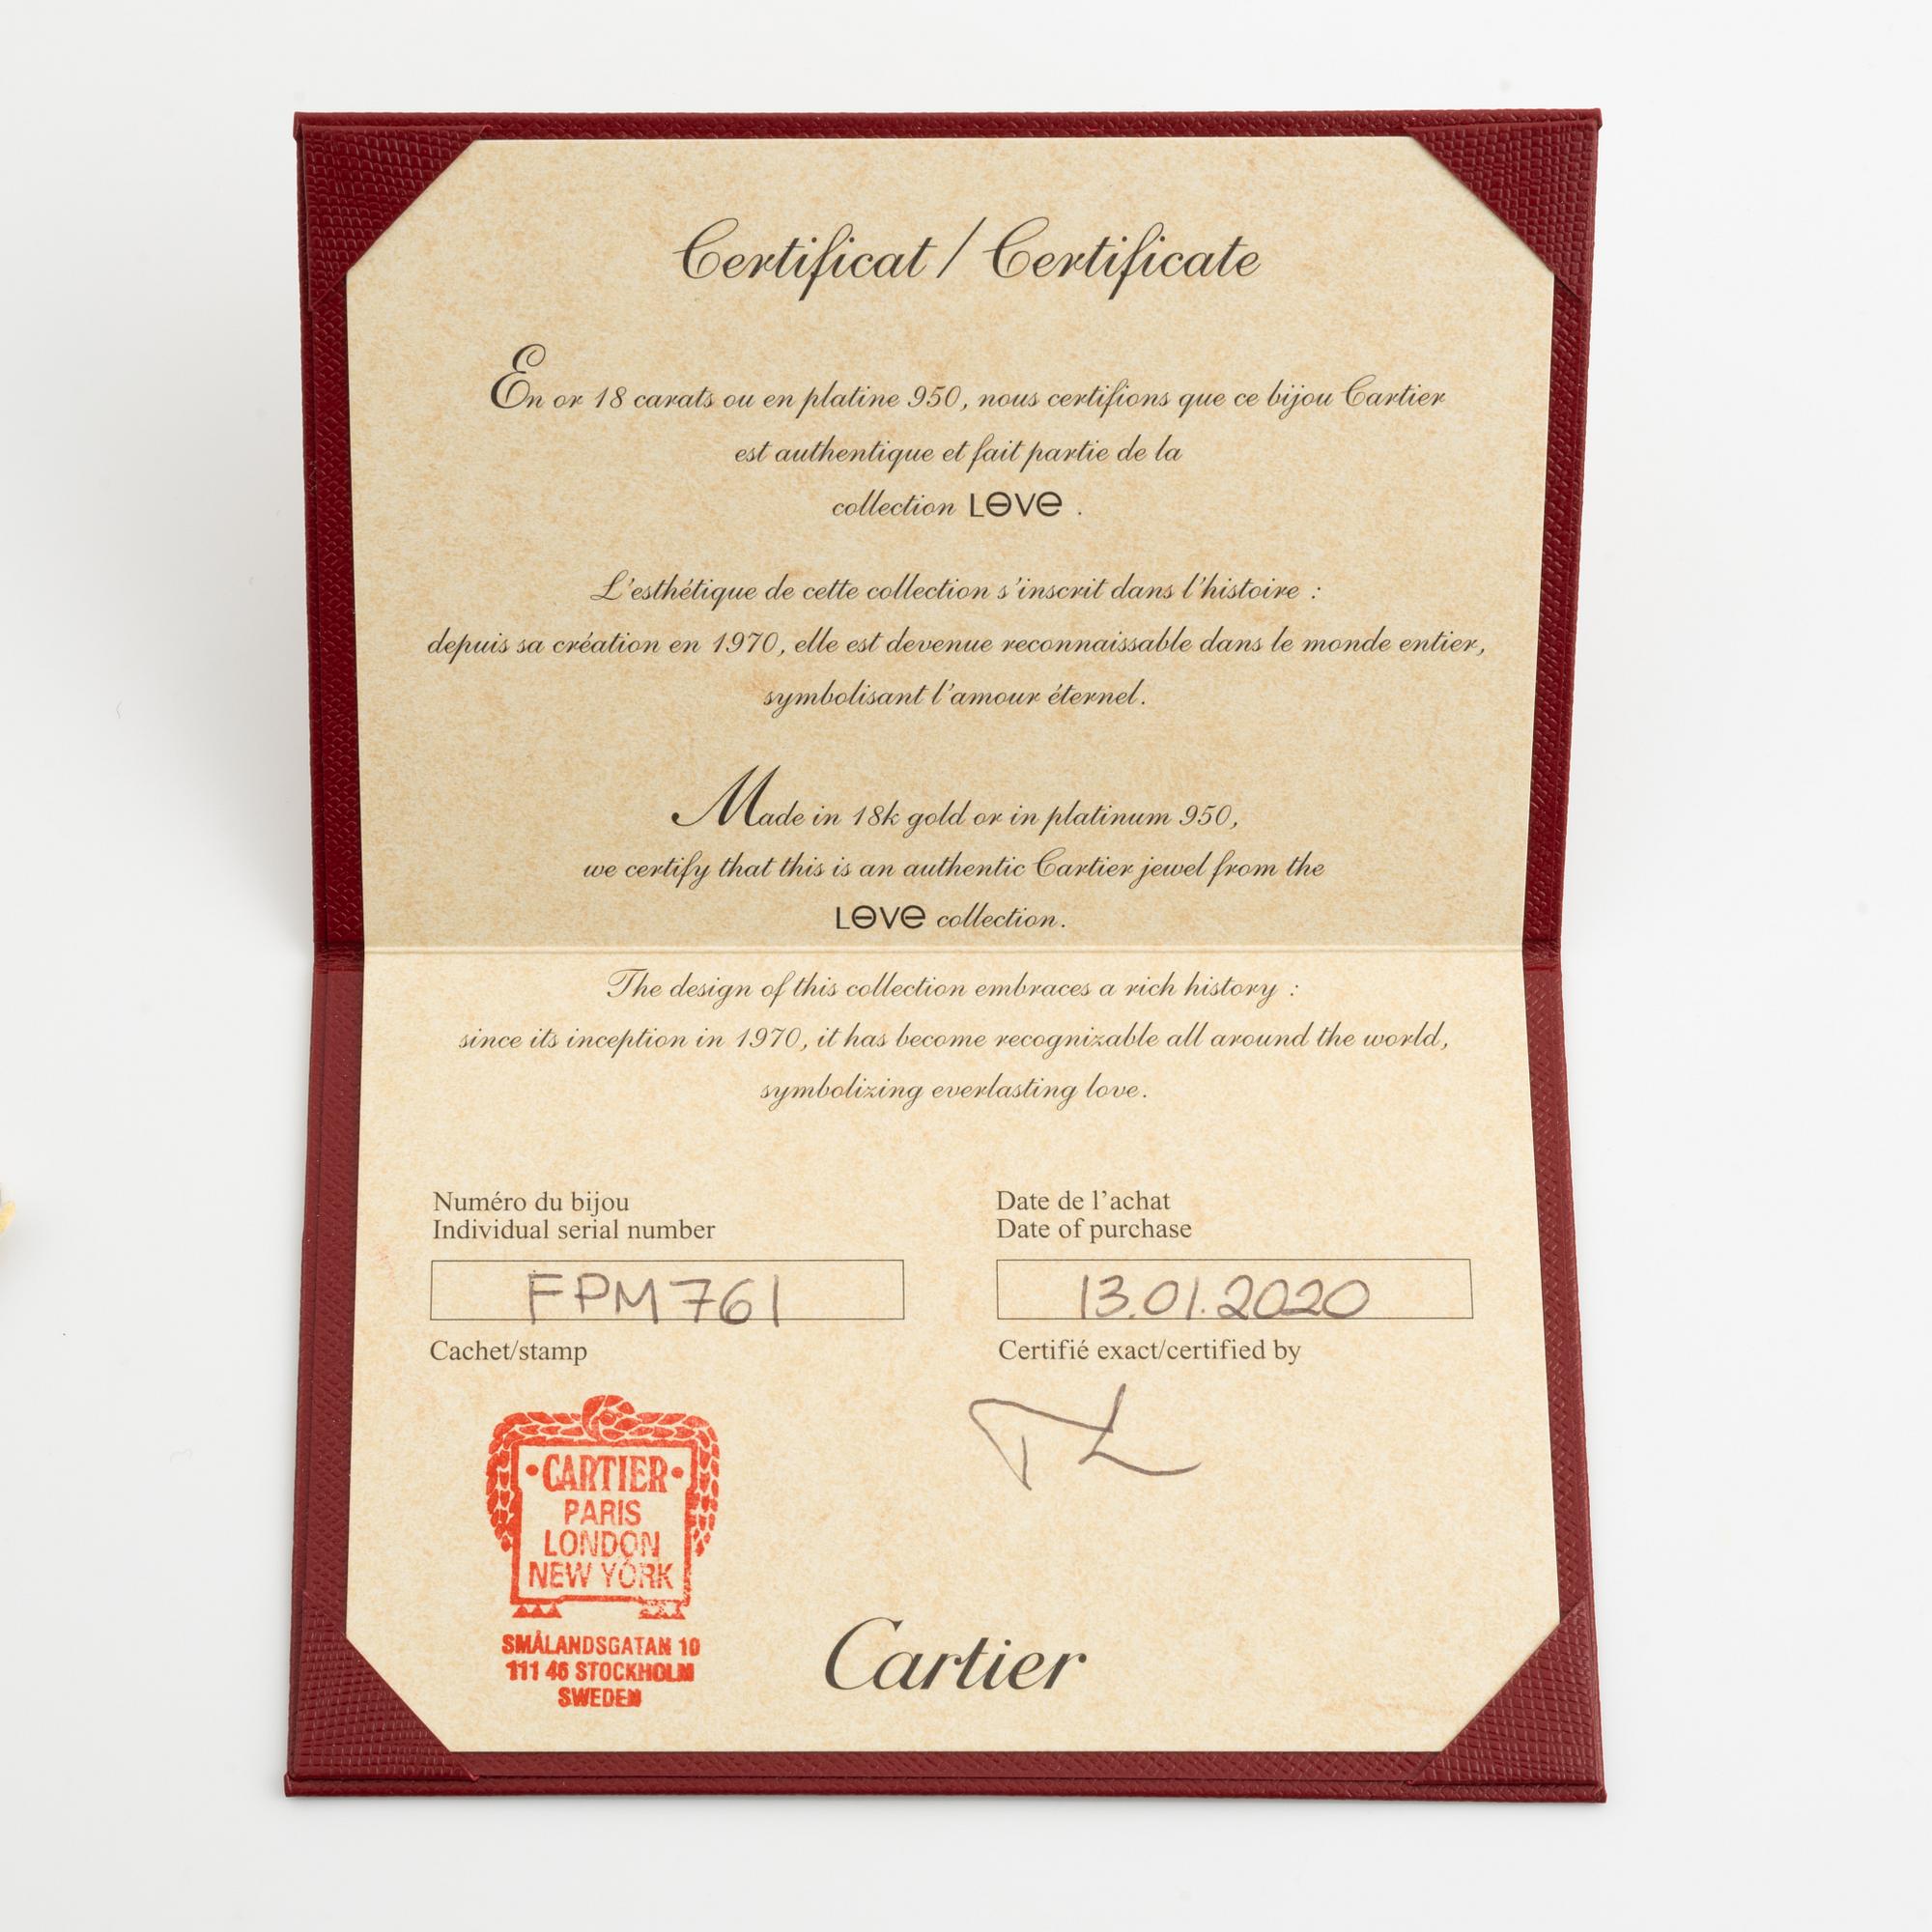 Certificat / Certificate
En or 18 carats ou en platine 950, nous certifions que ce bijou Cartier
est authentique et fait partie de la
collection LOVE .
L'esthétique de cette collection s'inscrit dans l'histoire :
depuis sa création en 1970, elle est devenue reconnaissable dans le monde entier,
symbolisant l'amour éternel.
Made in 18k gold or in platinum 950,
we certify that this is an authentic Cartier jewel from the
LOVE collection.
The design of this collection embraces a rich history :
since its inception in 1970, it has become recognizable all around the world,
symbolizing everlasting love.
Numéro du bijou
Individual serial number
FPM761
Date de l'achat
Date of purchase
13.01.2020
Cachet/stamp
Certifié exact/certified by
CARTIER
PARIS
LONDON
NEW YORK
SMÅLANDSGATAN 10
111 46 STOCKHOLM
SWEDEN
Cartier